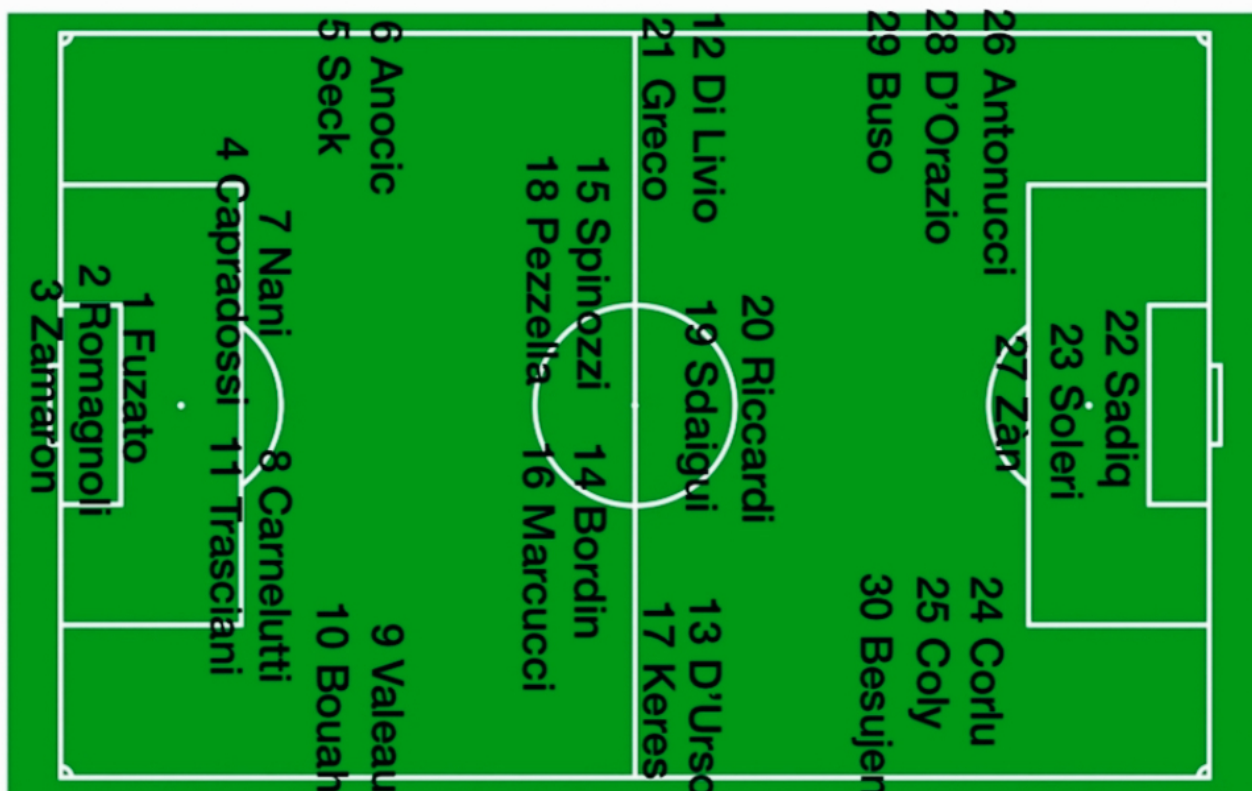 22 Sadiq
23 Soleri
27 Zàn
26 Antonucci
28 D'Orazio
29 Buso
24 Corlu
25 Coly
30 Besujen
20 Riccardi
19 Sdaigui
12 Di Livio
21 Greco
13 D'Urso
17 Keres
15 Spinozzi
18 Pezzella
14 Bordin
16 Marcucci
6 Anocic
5 Seck
9 Valeau
10 Bouah
7 Nani
4 Capradossi
8 Carnelutti
11 Trasciani
1 Fuzato
2 Romagnoli
3 Zamaron